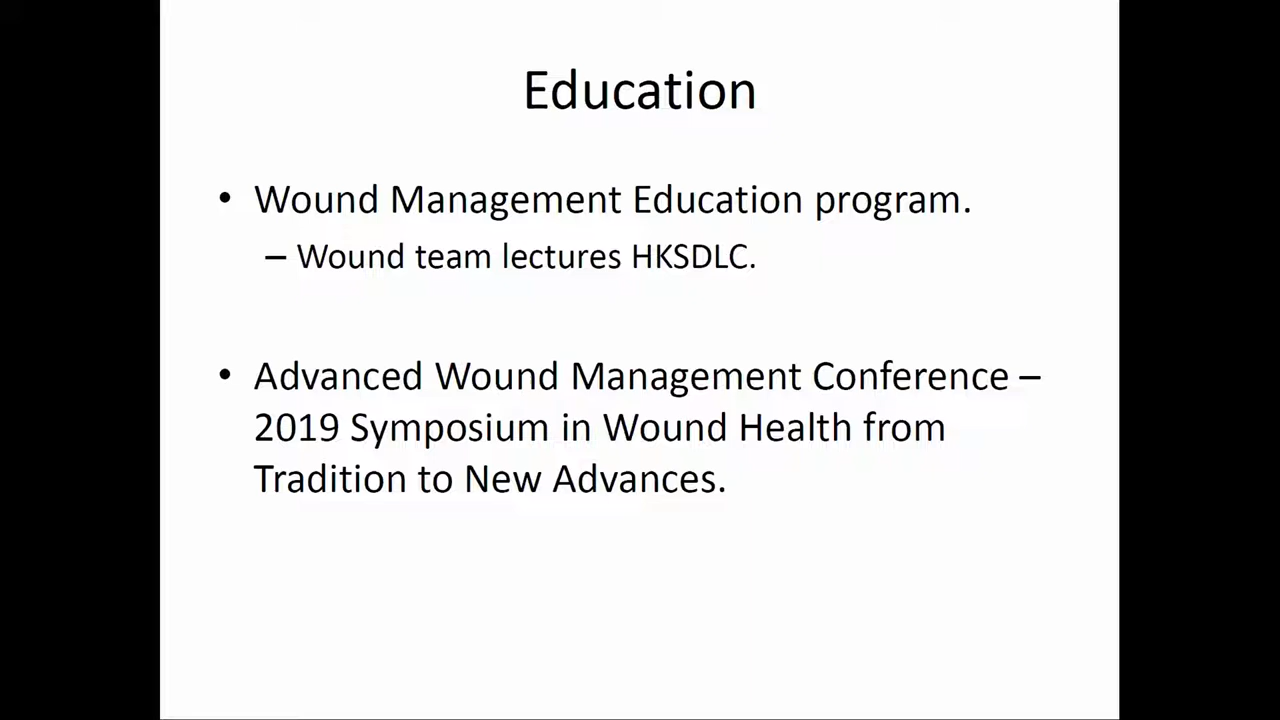 Education
• Wound Management Education program.
– Wound team lectures HKSDLC.
• Advanced Wound Management Conference –
2019 Symposium in Wound Health from
Tradition to New Advances.